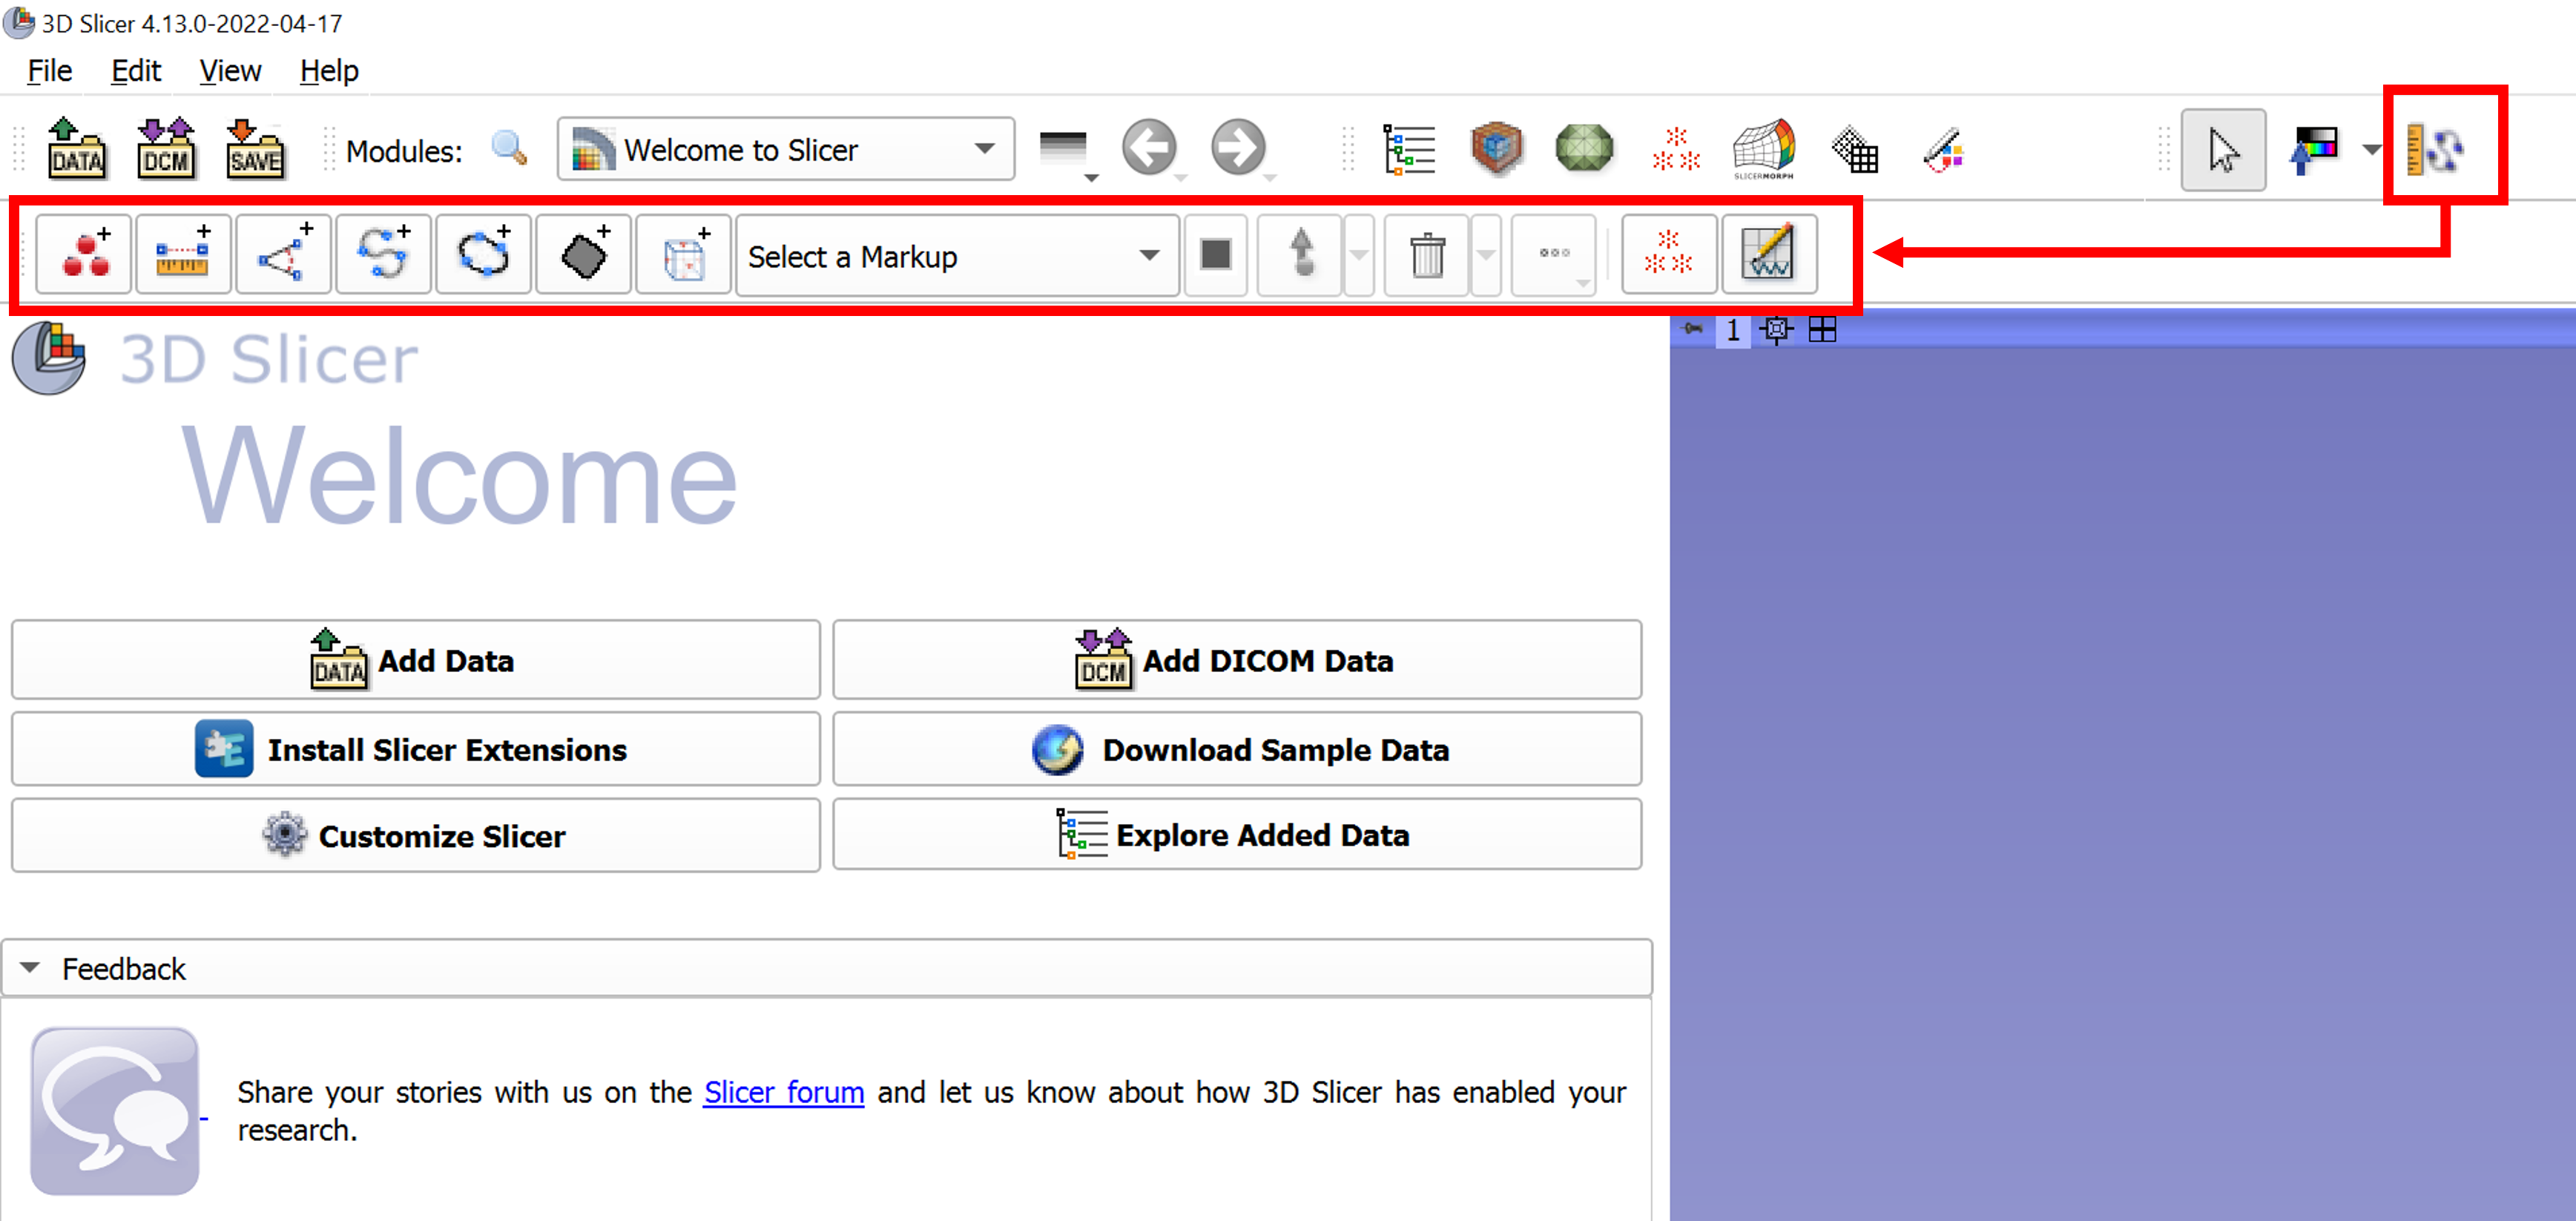 3D Slicer 4.13.0-2022-04-17
File Edit View Help
DATA DCM SAVE Modules: Welcome to Slicer SLICERMORPH
Select a Markup
1
3D Slicer
Welcome
DATA Add Data DCM Add DICOM Data
E Install Slicer Extensions Download Sample Data
Customize Slicer Explore Added Data
Feedback
Share your stories with us on the Slicer forum and let us know about how 3D Slicer has enabled your
research.